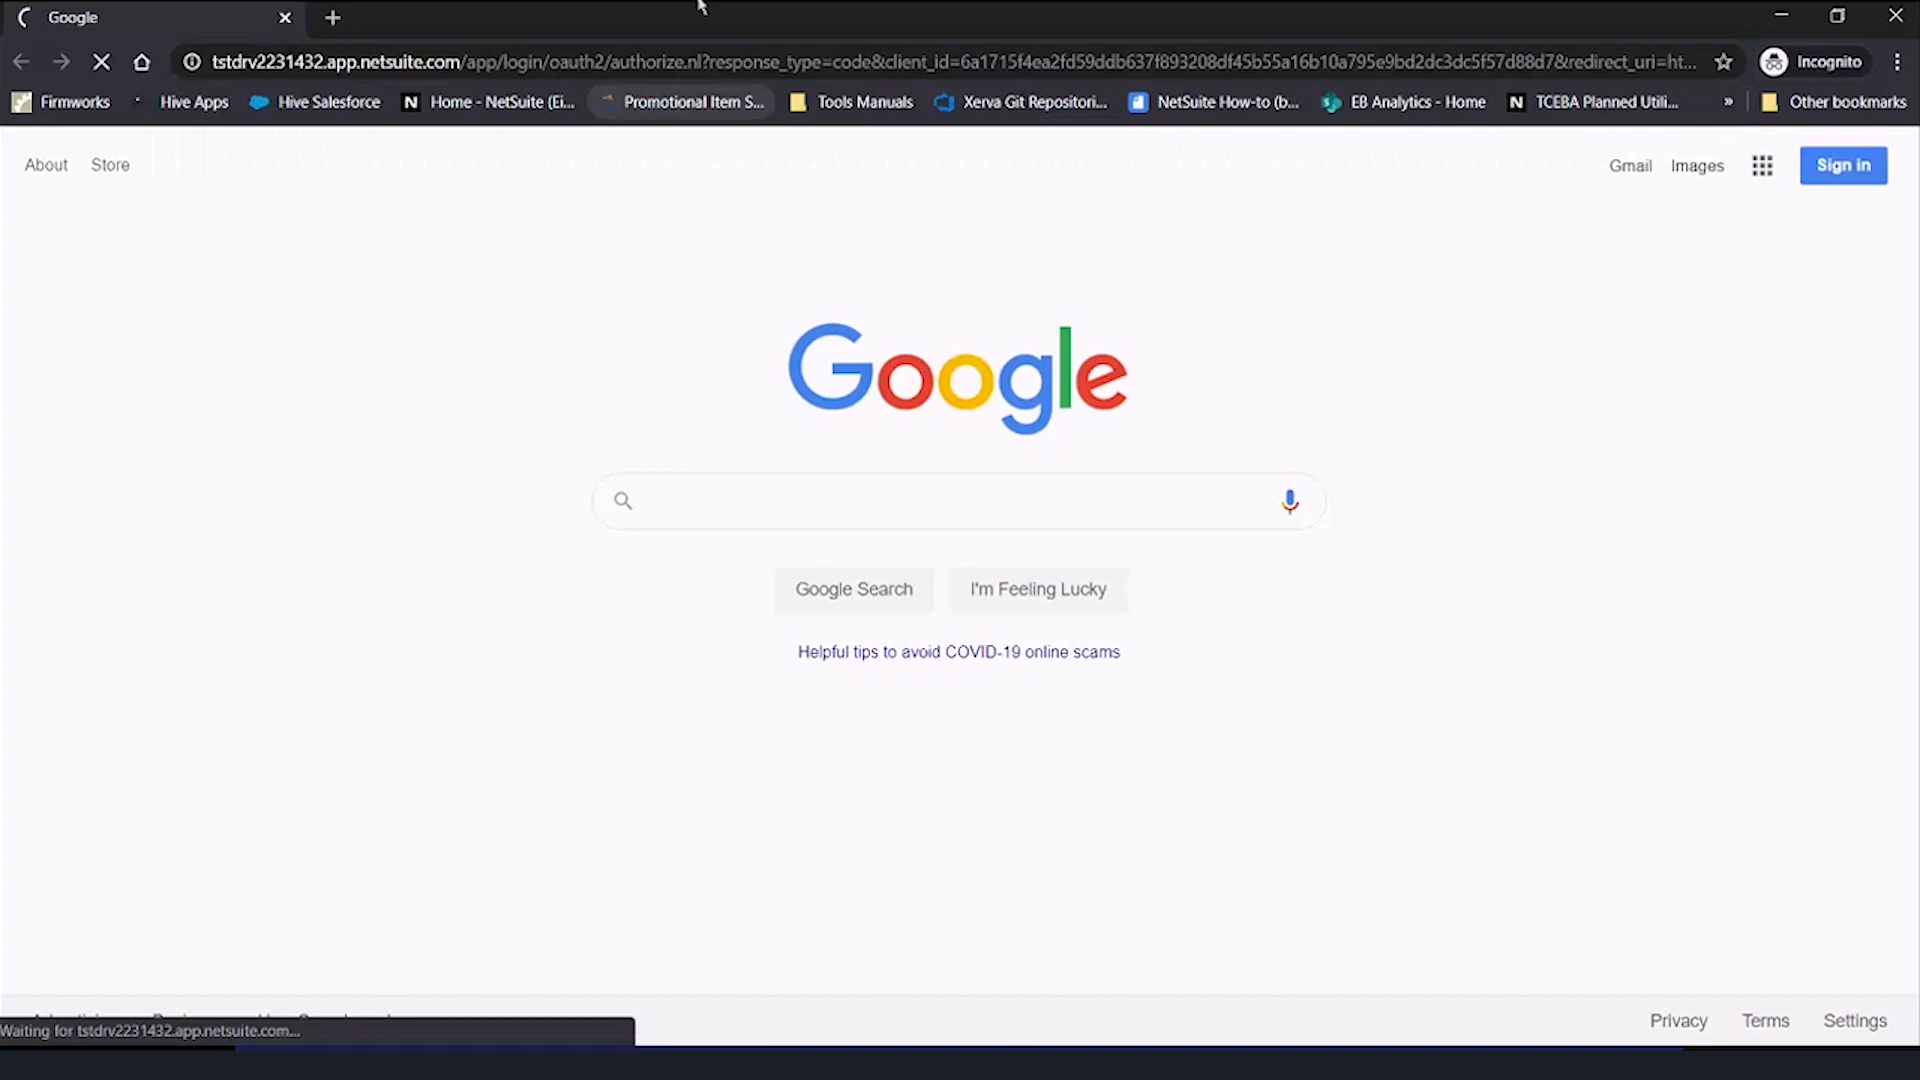 Google
tstdrv2231432.app.netsuite.com/app/login/oauth2/authorize.nl?response_type=code&client_id=6a1715f4ea2fd59ddb637f893208df45b55a16b10a795e9bd2dc3dc5f57d88d7&redirect_uri=ht...
Incognito
Firmworks
Hive Apps
Hive Salesforce
Home - NetSuite (Ei...
Promotional Item S...
Tools Manuals
Xerva Git Repositori...
NetSuite How-to (b...
EB Analytics - Home
TCEBA Planned Utili...
»
Other bookmarks
About
Store
Gmail
Images
Sign in
Google
Google Search
I'm Feeling Lucky
Helpful tips to avoid COVID-19 online scams
Waiting for tstdrv2231432.app.netsuite.com...
Privacy
Terms
Settings